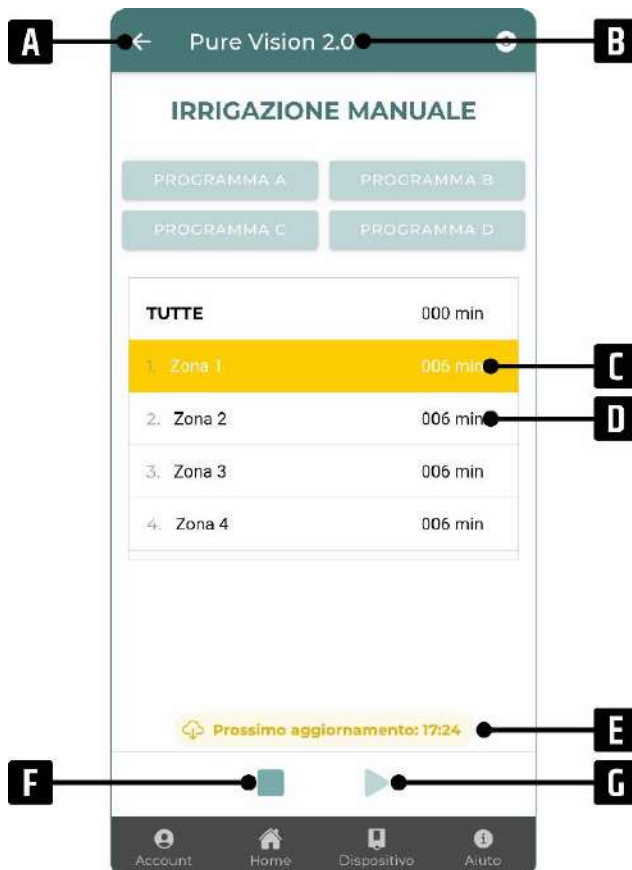 A
Pure Vision 2.0
B
IRRIGAZIONE MANUALE
PROGRAMMA A PROGRAMMA B
PROGRAMMA C PROGRAMMA D
TUTTE 000 min
1. Zona 1 006 min
C
2. Zona 2 006 min
D
3. Zona 3 006 min
4. Zona 4 006 min
Prossimo aggiornamento: 17:24
E
F
G
Account Home Dispositivo Aiuto